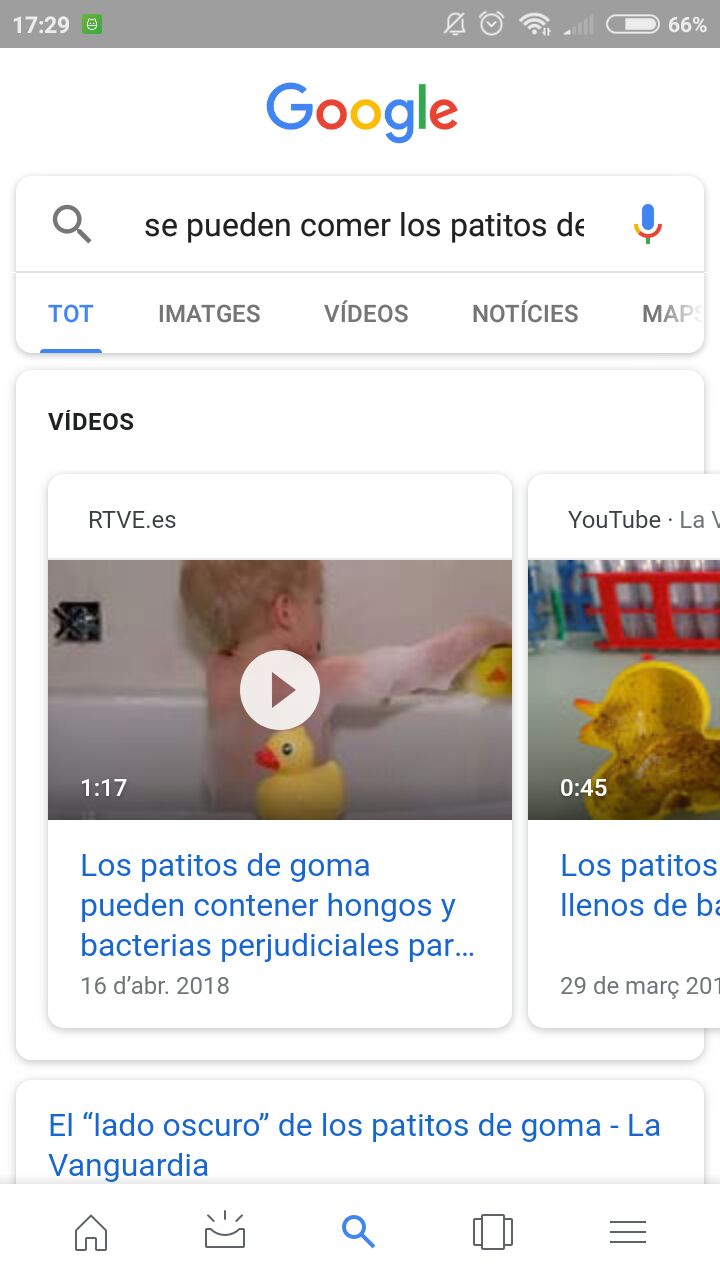 17:29
66%
Google
se pueden comer los patitos de
TOT
IMATGES
VÍDEOS
NOTÍCIES
MAPS
VÍDEOS
RTVE.es
YouTube · La V
1:17
0:45
Los patitos de goma
pueden contener hongos y
bacterias perjudiciales par…
16 d’abr. 2018
Los patitos
llenos de ba
29 de març 201
El “lado oscuro” de los patitos de goma - La
Vanguardia